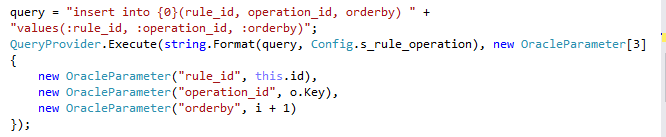 query = "insert into {0}(rule_id, operation_id, orderby) " +
"values(:rule_id, :operation_id, :orderby)";
QueryProvider.Execute(string.Format(query, Config.s_rule_operation), new OracleParameter[3]
{
    new OracleParameter("rule_id", this.id),
    new OracleParameter("operation_id", o.Key),
    new OracleParameter("orderby", i + 1)
});